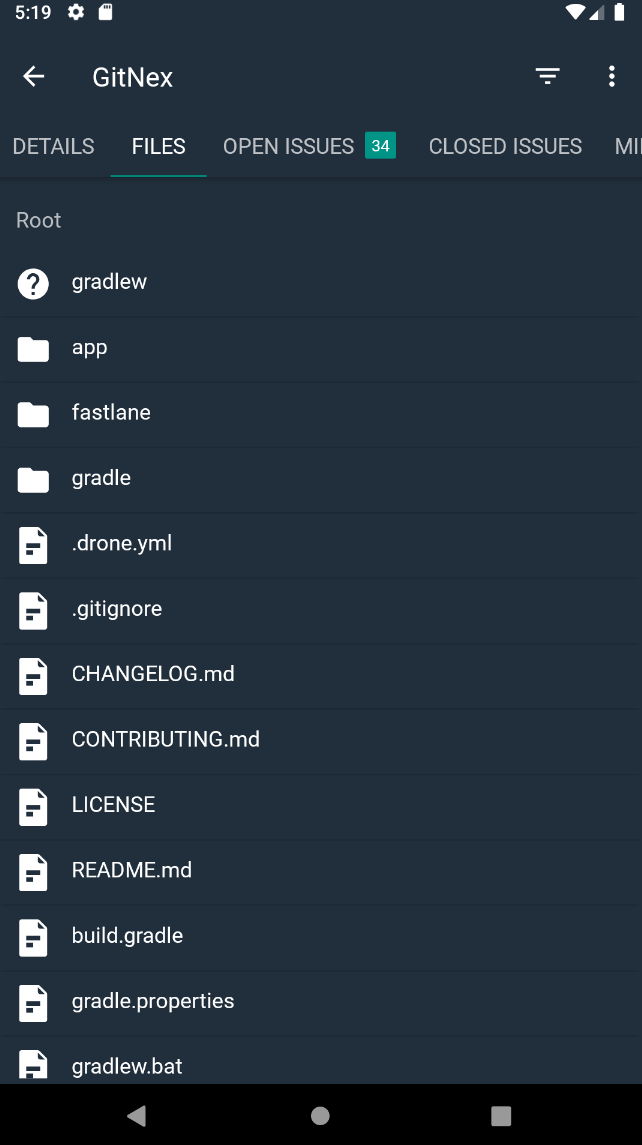 5:19
GitNex
DETAILS FILES OPEN ISSUES 34 CLOSED ISSUES
Root
gradlew
app
fastlane
gradle
.drone.yml
.gitignore
CHANGELOG.md
CONTRIBUTING.md
LICENSE
README.md
build.gradle
gradle.properties
gradlew.bat